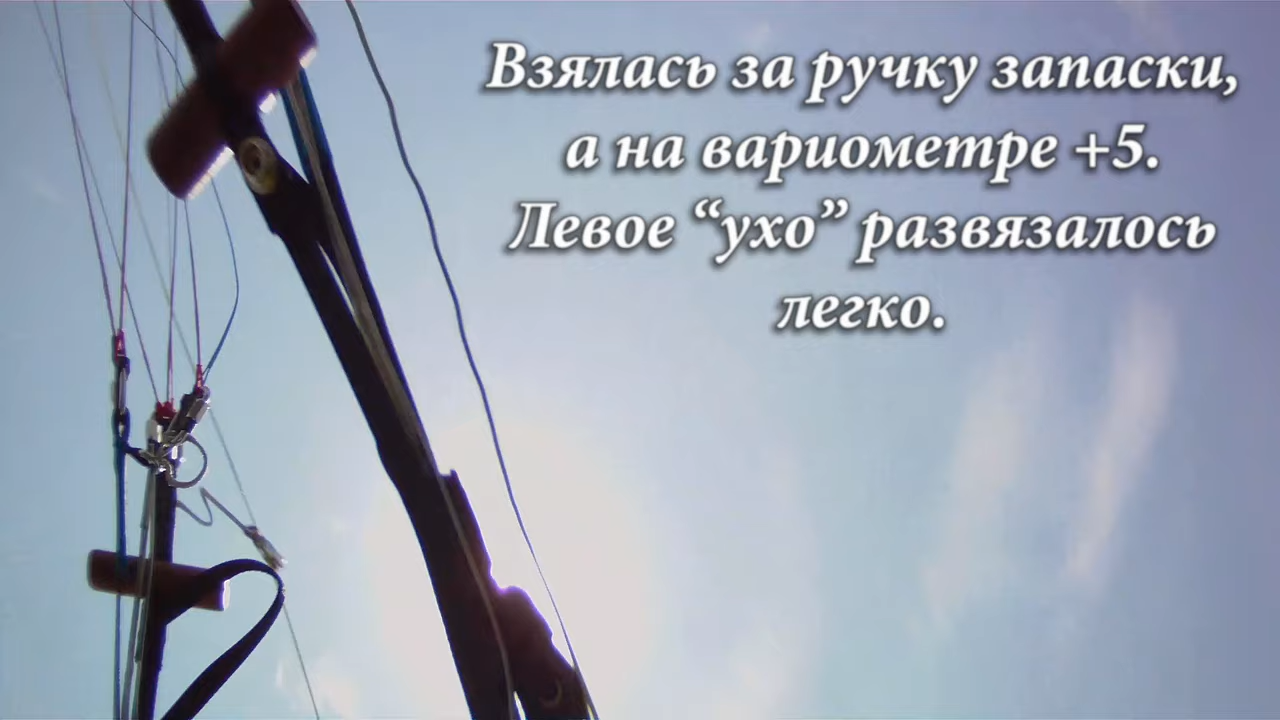 Взялась за ручку запаски,
а на вариометре +5.
Левое “ухо” развязалось
легко.